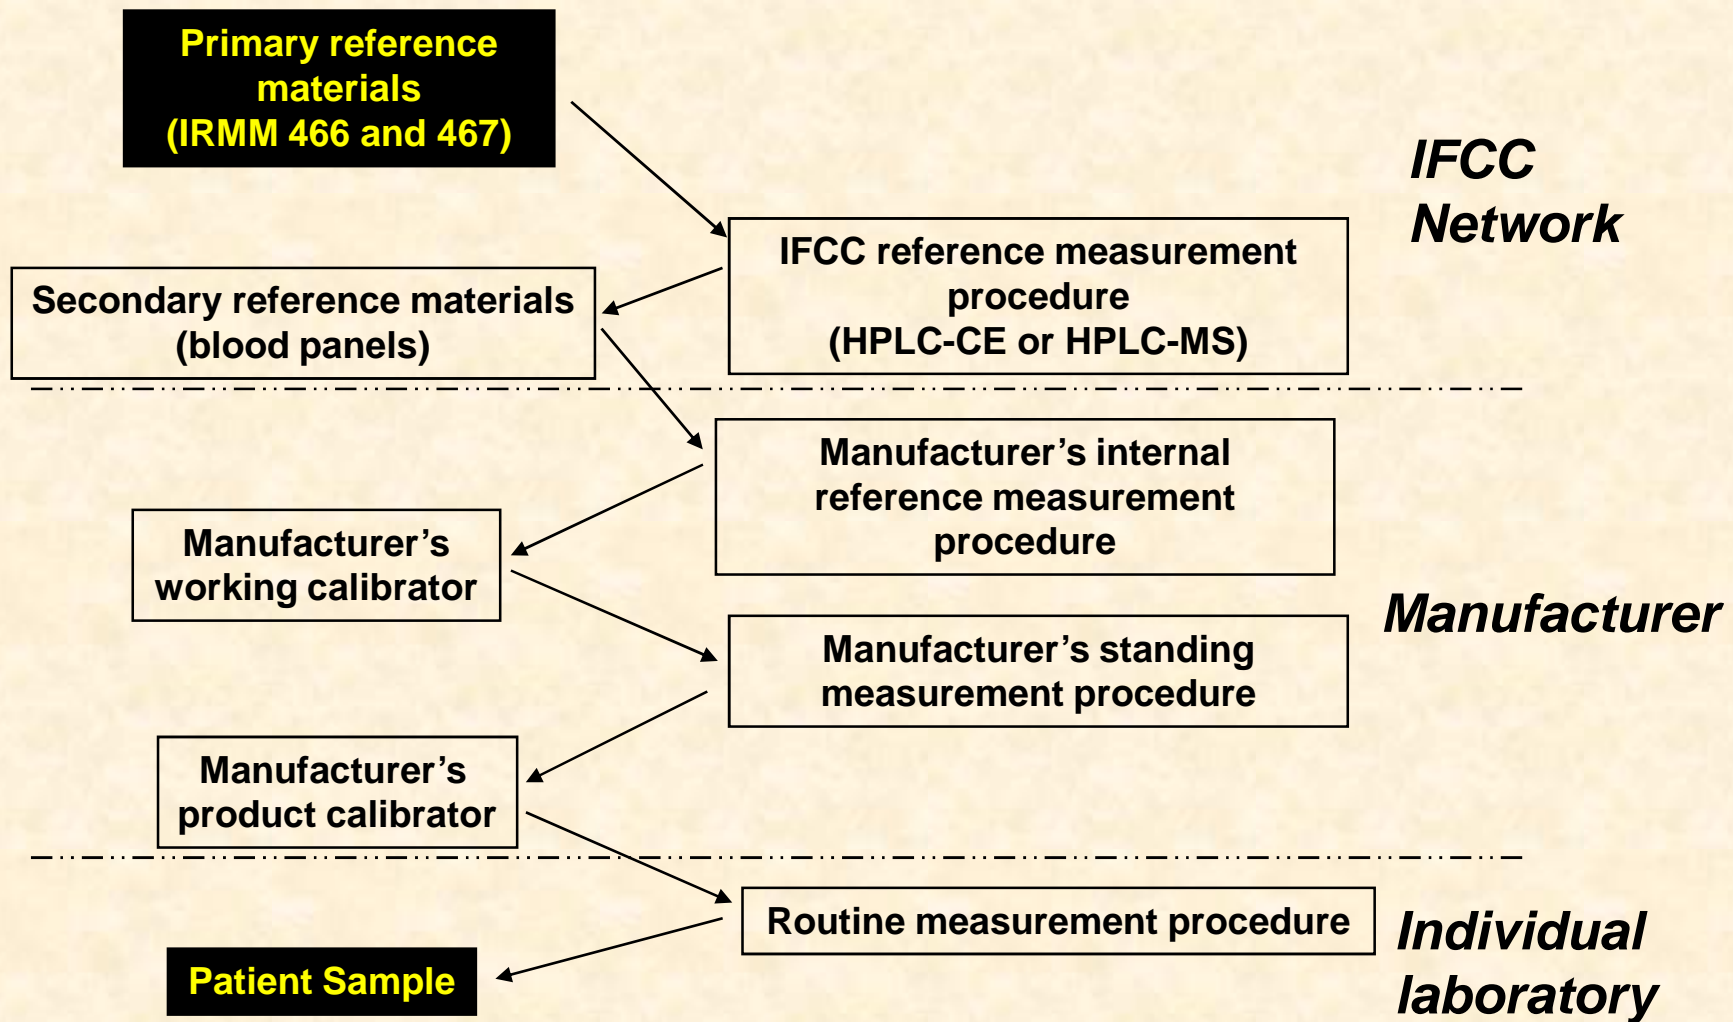 Primary reference
materials
(IRMM 466 and 467)
IFCC
Network
IFCC reference measurement
procedure
(HPLC-CE or HPLC-MS)
Secondary reference materials
(blood panels)
Manufacturer’s internal
reference measurement
procedure
Manufacturer’s
working calibrator
Manufacturer
Manufacturer’s standing
measurement procedure
Manufacturer’s
product calibrator
Routine measurement procedure
Individual
laboratory
Patient Sample